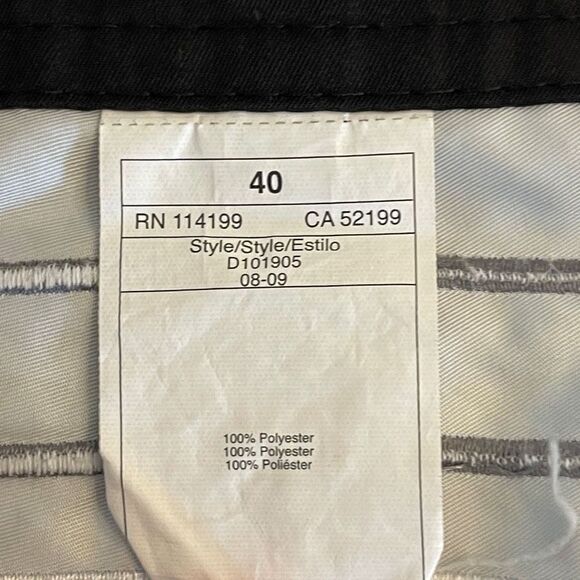 40
RN 114199 CA 52199
Style/Style/Estilo
D101905
08-09
100% Polyester
100% Polyester
100% Poliéster